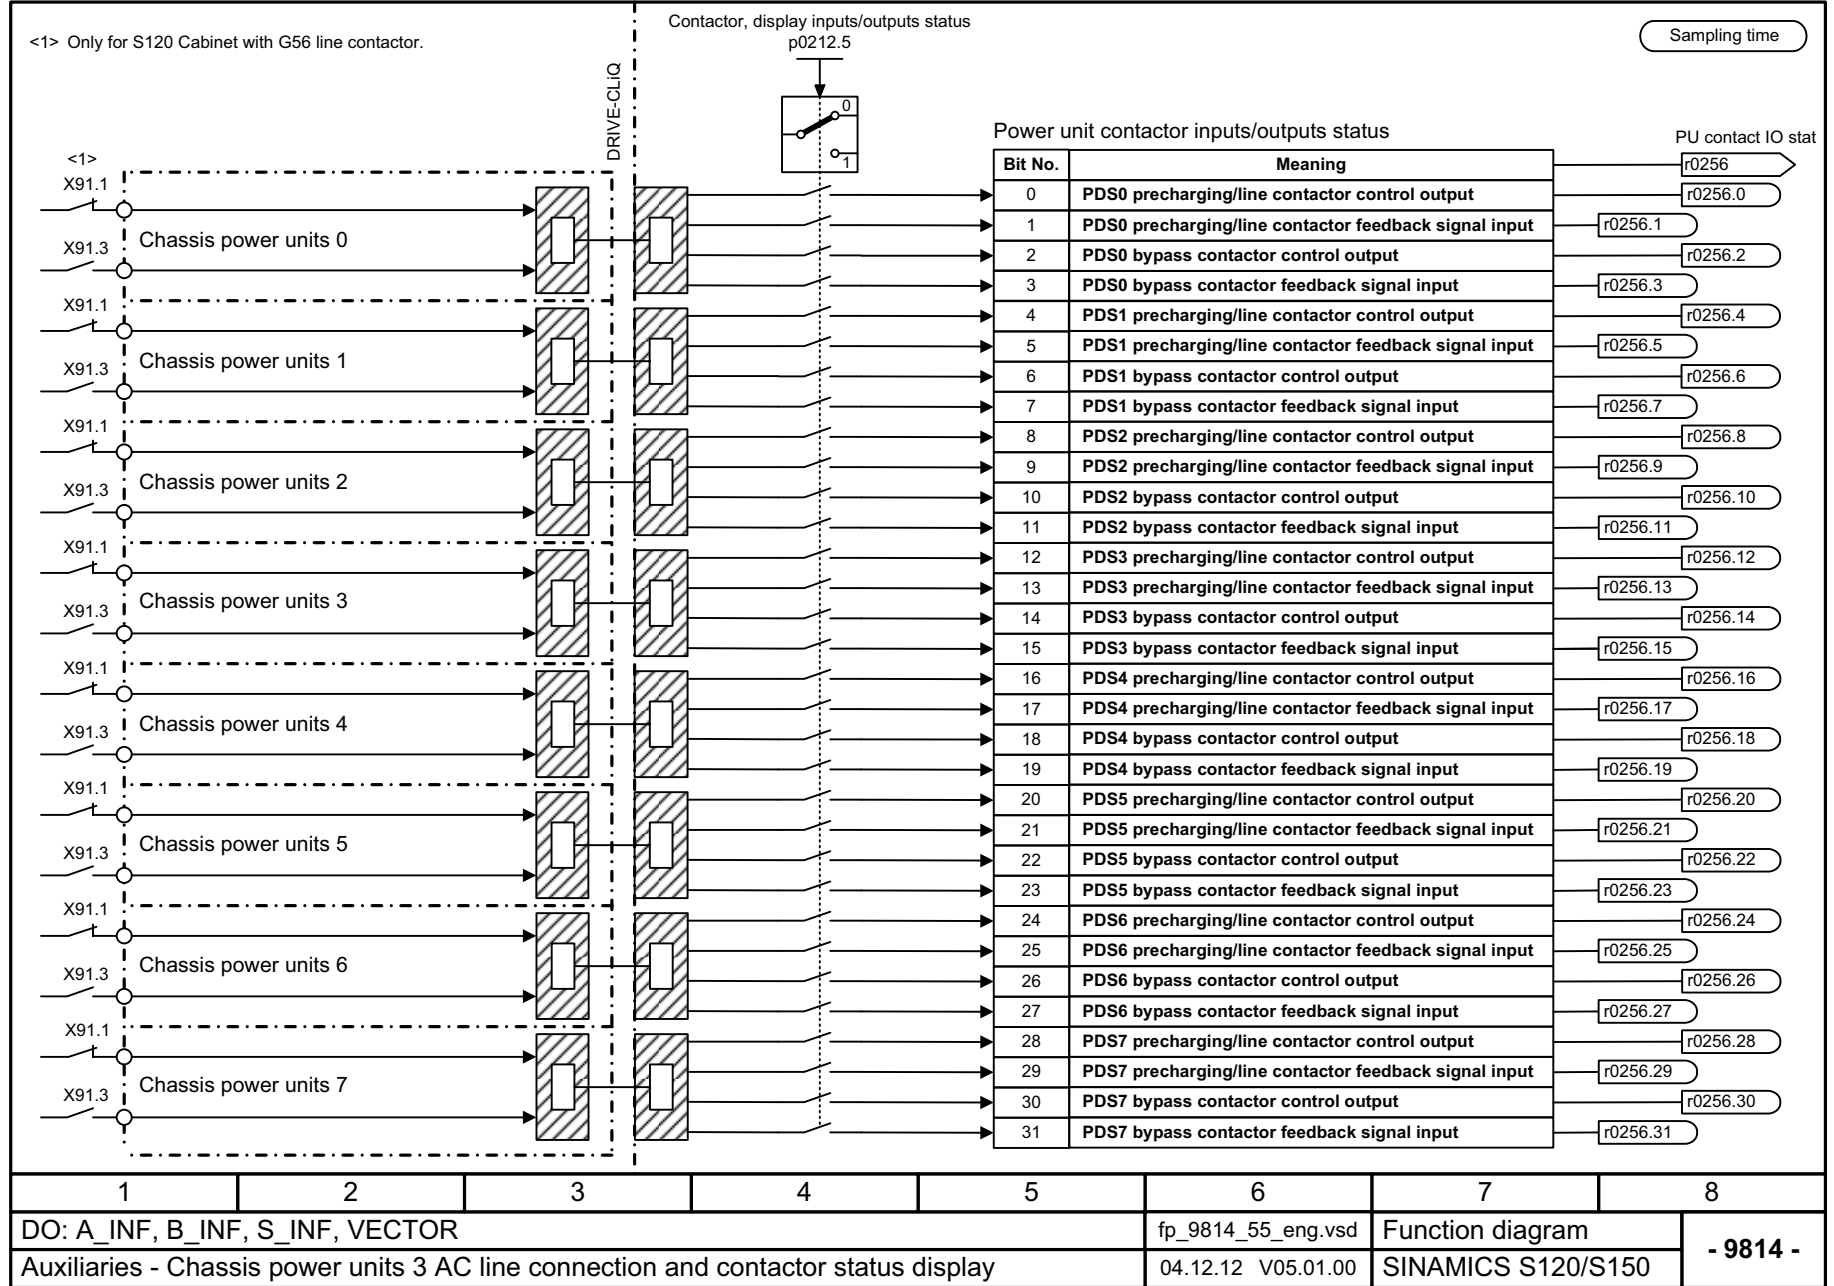 <1> Only for S120 Cabinet with G56 line contactor.
Contactor, display inputs/outputs status
p0212.5
Sampling time
DRIVE-CLiQ
0
1
Power unit contactor inputs/outputs status
PU contact IO stat
Bit No. Meaning r0256
<1>
X91.1
X91.3
Chassis power units 0
X91.1
X91.3
Chassis power units 1
X91.1
X91.3
Chassis power units 2
X91.1
X91.3
Chassis power units 3
X91.1
X91.3
Chassis power units 4
X91.1
X91.3
Chassis power units 5
X91.1
X91.3
Chassis power units 6
X91.1
X91.3
Chassis power units 7
0 PDS0 precharging/line contactor control output r0256.0
1 PDS0 precharging/line contactor feedback signal input r0256.1
2 PDS0 bypass contactor control output r0256.2
3 PDS0 bypass contactor feedback signal input r0256.3
4 PDS1 precharging/line contactor control output r0256.4
5 PDS1 precharging/line contactor feedback signal input r0256.5
6 PDS1 bypass contactor control output r0256.6
7 PDS1 bypass contactor feedback signal input r0256.7
8 PDS2 precharging/line contactor control output r0256.8
9 PDS2 precharging/line contactor feedback signal input r0256.9
10 PDS2 bypass contactor control output r0256.10
11 PDS2 bypass contactor feedback signal input r0256.11
12 PDS3 precharging/line contactor control output r0256.12
13 PDS3 precharging/line contactor feedback signal input r0256.13
14 PDS3 bypass contactor control output r0256.14
15 PDS3 bypass contactor feedback signal input r0256.15
16 PDS4 precharging/line contactor control output r0256.16
17 PDS4 precharging/line contactor feedback signal input r0256.17
18 PDS4 bypass contactor control output r0256.18
19 PDS4 bypass contactor feedback signal input r0256.19
20 PDS5 precharging/line contactor control output r0256.20
21 PDS5 precharging/line contactor feedback signal input r0256.21
22 PDS5 bypass contactor control output r0256.22
23 PDS5 bypass contactor feedback signal input r0256.23
24 PDS6 precharging/line contactor control output r0256.24
25 PDS6 precharging/line contactor feedback signal input r0256.25
26 PDS6 bypass contactor control output r0256.26
27 PDS6 bypass contactor feedback signal input r0256.27
28 PDS7 precharging/line contactor control output r0256.28
29 PDS7 precharging/line contactor feedback signal input r0256.29
30 PDS7 bypass contactor control output r0256.30
31 PDS7 bypass contactor feedback signal input r0256.31
1 2 3 4 5 6 7 8
DO: A_INF, B_INF, S_INF, VECTOR fp_9814_55_eng.vsd Function diagram
- 9814 -
Auxiliaries - Chassis power units 3 AC line connection and contactor status display 04.12.12 V05.01.00 SINAMICS S120/S150